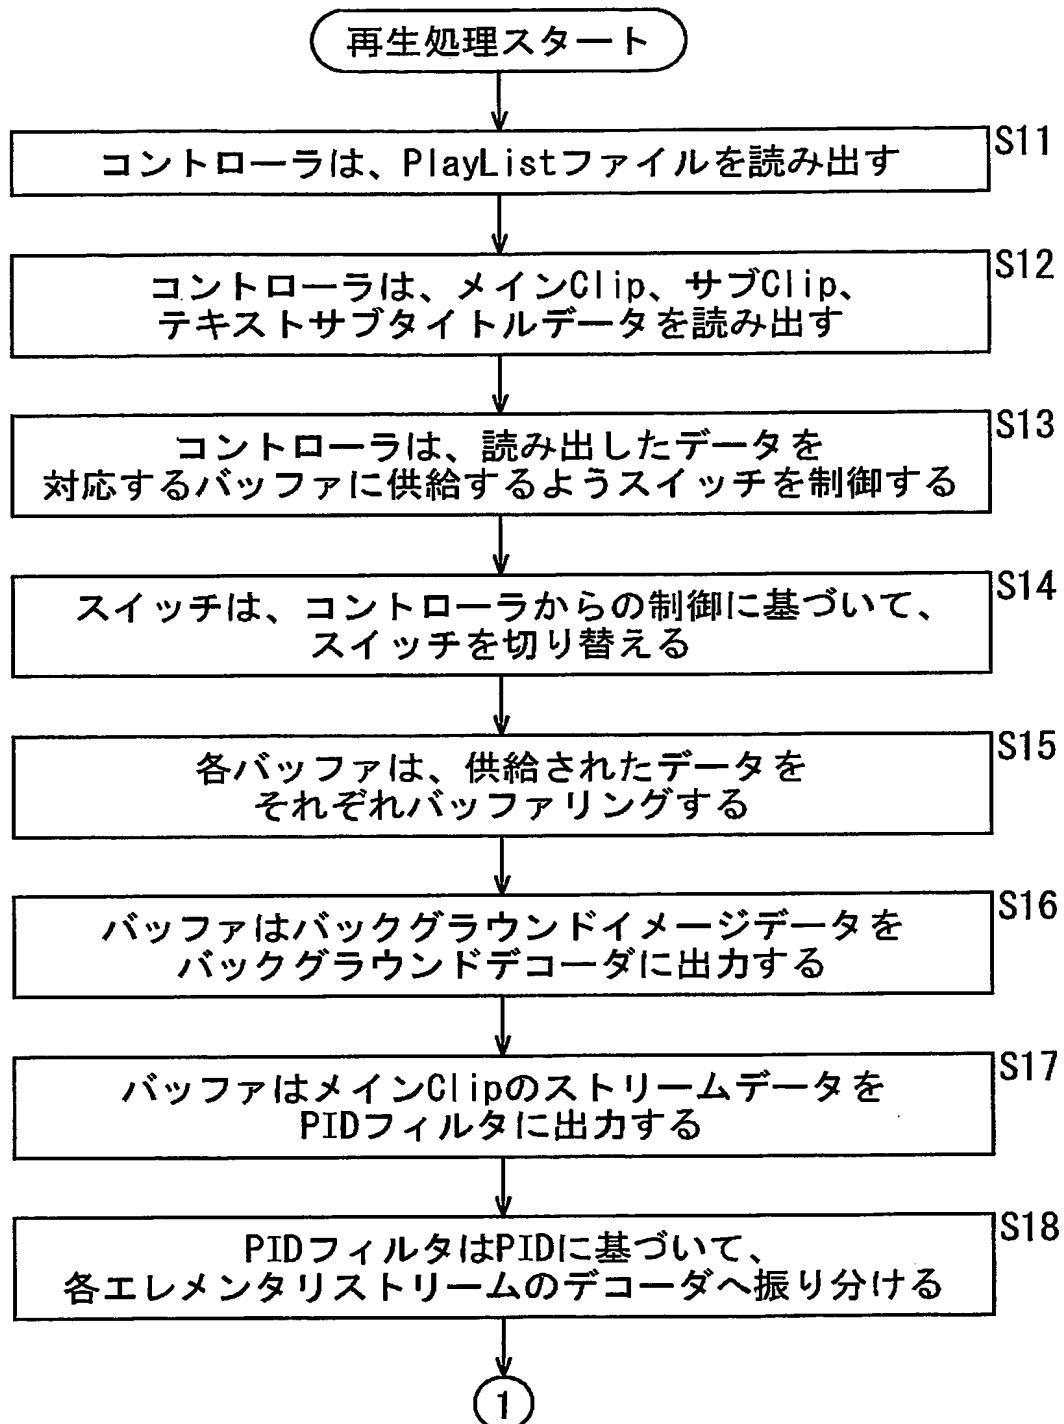 再生処理スタート
S11
コントローラは、PlayListファイルを読み出す
S12
コントローラは、メインClip、サブClip、
テキストサブタイトルデータを読み出す
S13
コントローラは、読み出したデータを
対応するバッファに供給するようスイッチを制御する
S14
スイッチは、コントローラからの制御に基づいて、
スイッチを切り替える
S15
各バッファは、供給されたデータを
それぞれバッファリングする
S16
バッファはバックグラウンドイメージデータを
バックグラウンドデコーダに出力する
S17
バッファはメインClipのストリームデータを
PIDフィルタに出力する
S18
PIDフィルタはPIDに基づいて、
各エレメンタリストリームのデコーダへ振り分ける
1